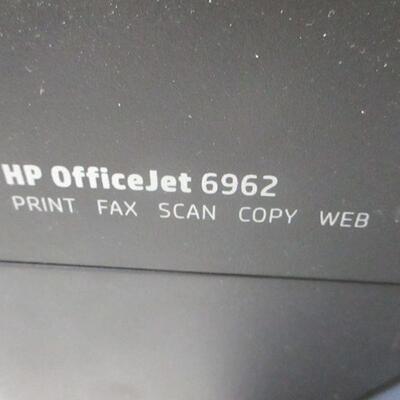 HP OfficeJet 6962
PRINT FAX SCAN COPY WEB